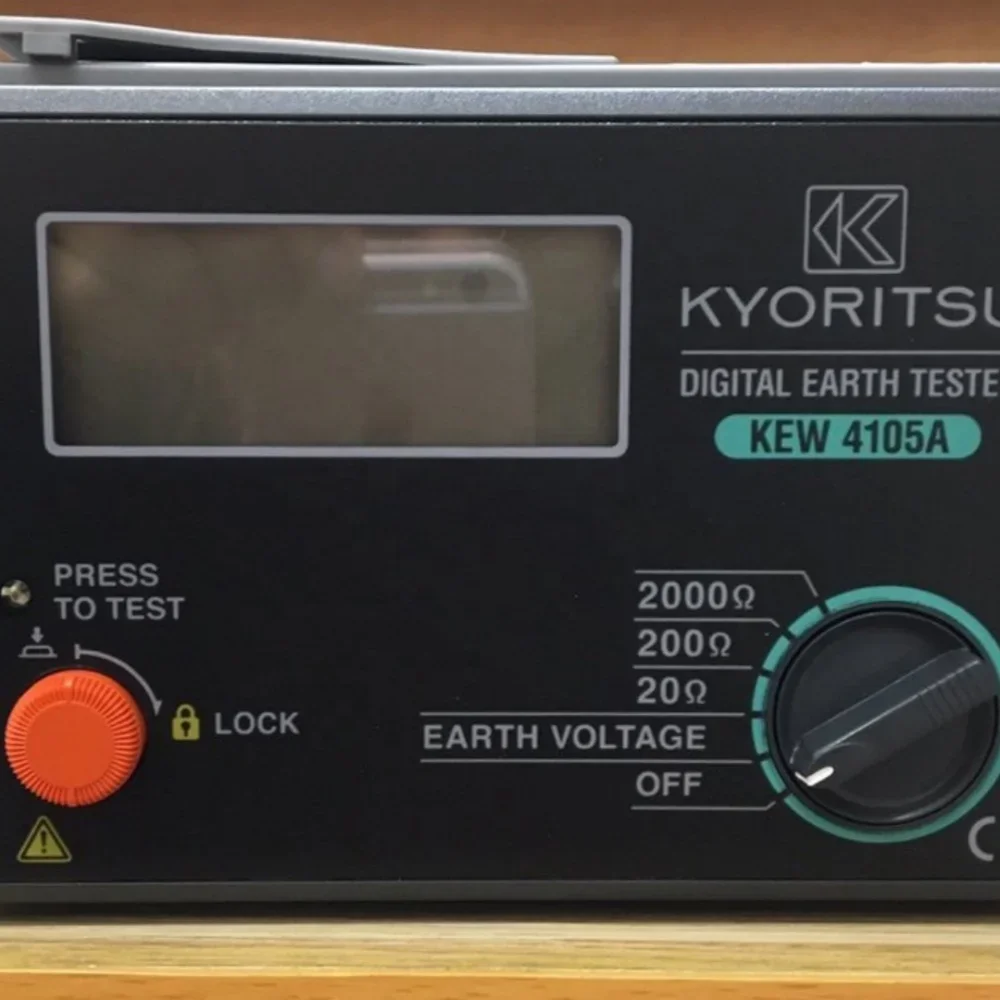 KYORITSU
DIGITAL EARTH TESTE
KEW 4105A
PRESS
TO TEST
LOCK
2000Ω
200Ω
20Ω
EARTH VOLTAGE
OFF